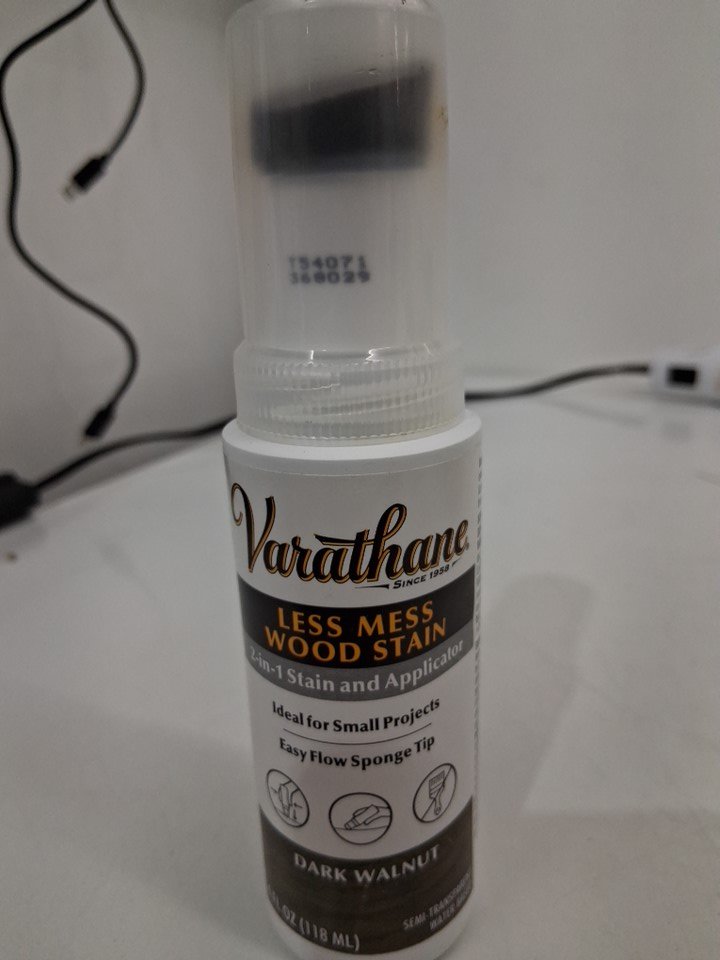 T54071
368029
Varathane
SINCE 1958
LESS MESS
WOOD STAIN
2-in-1 Stain and Applicator
Ideal for Small Projects
Easy Flow Sponge Tip
DARK WALNUT
OZ (118 ML)